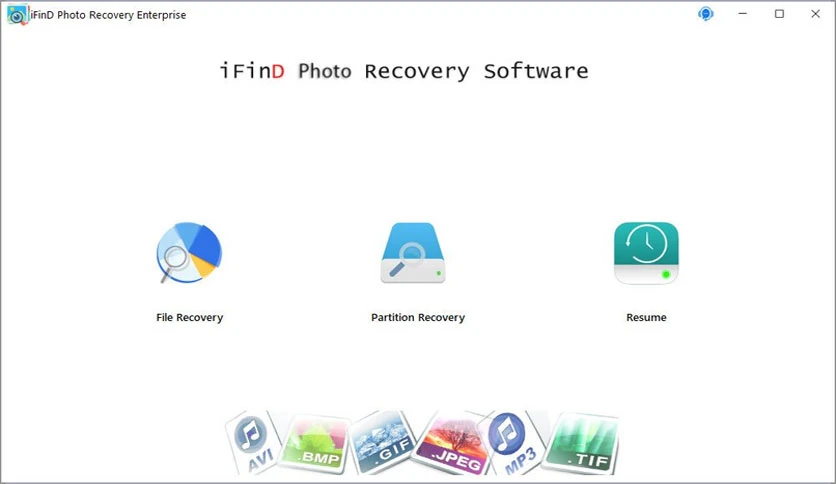 iFinD Photo Recovery Enterprise
iFinD Photo Recovery Software
File Recovery
Partition Recovery
Resume
AVI
.BMP
.GIF
.JPEG
MP3
.TIF